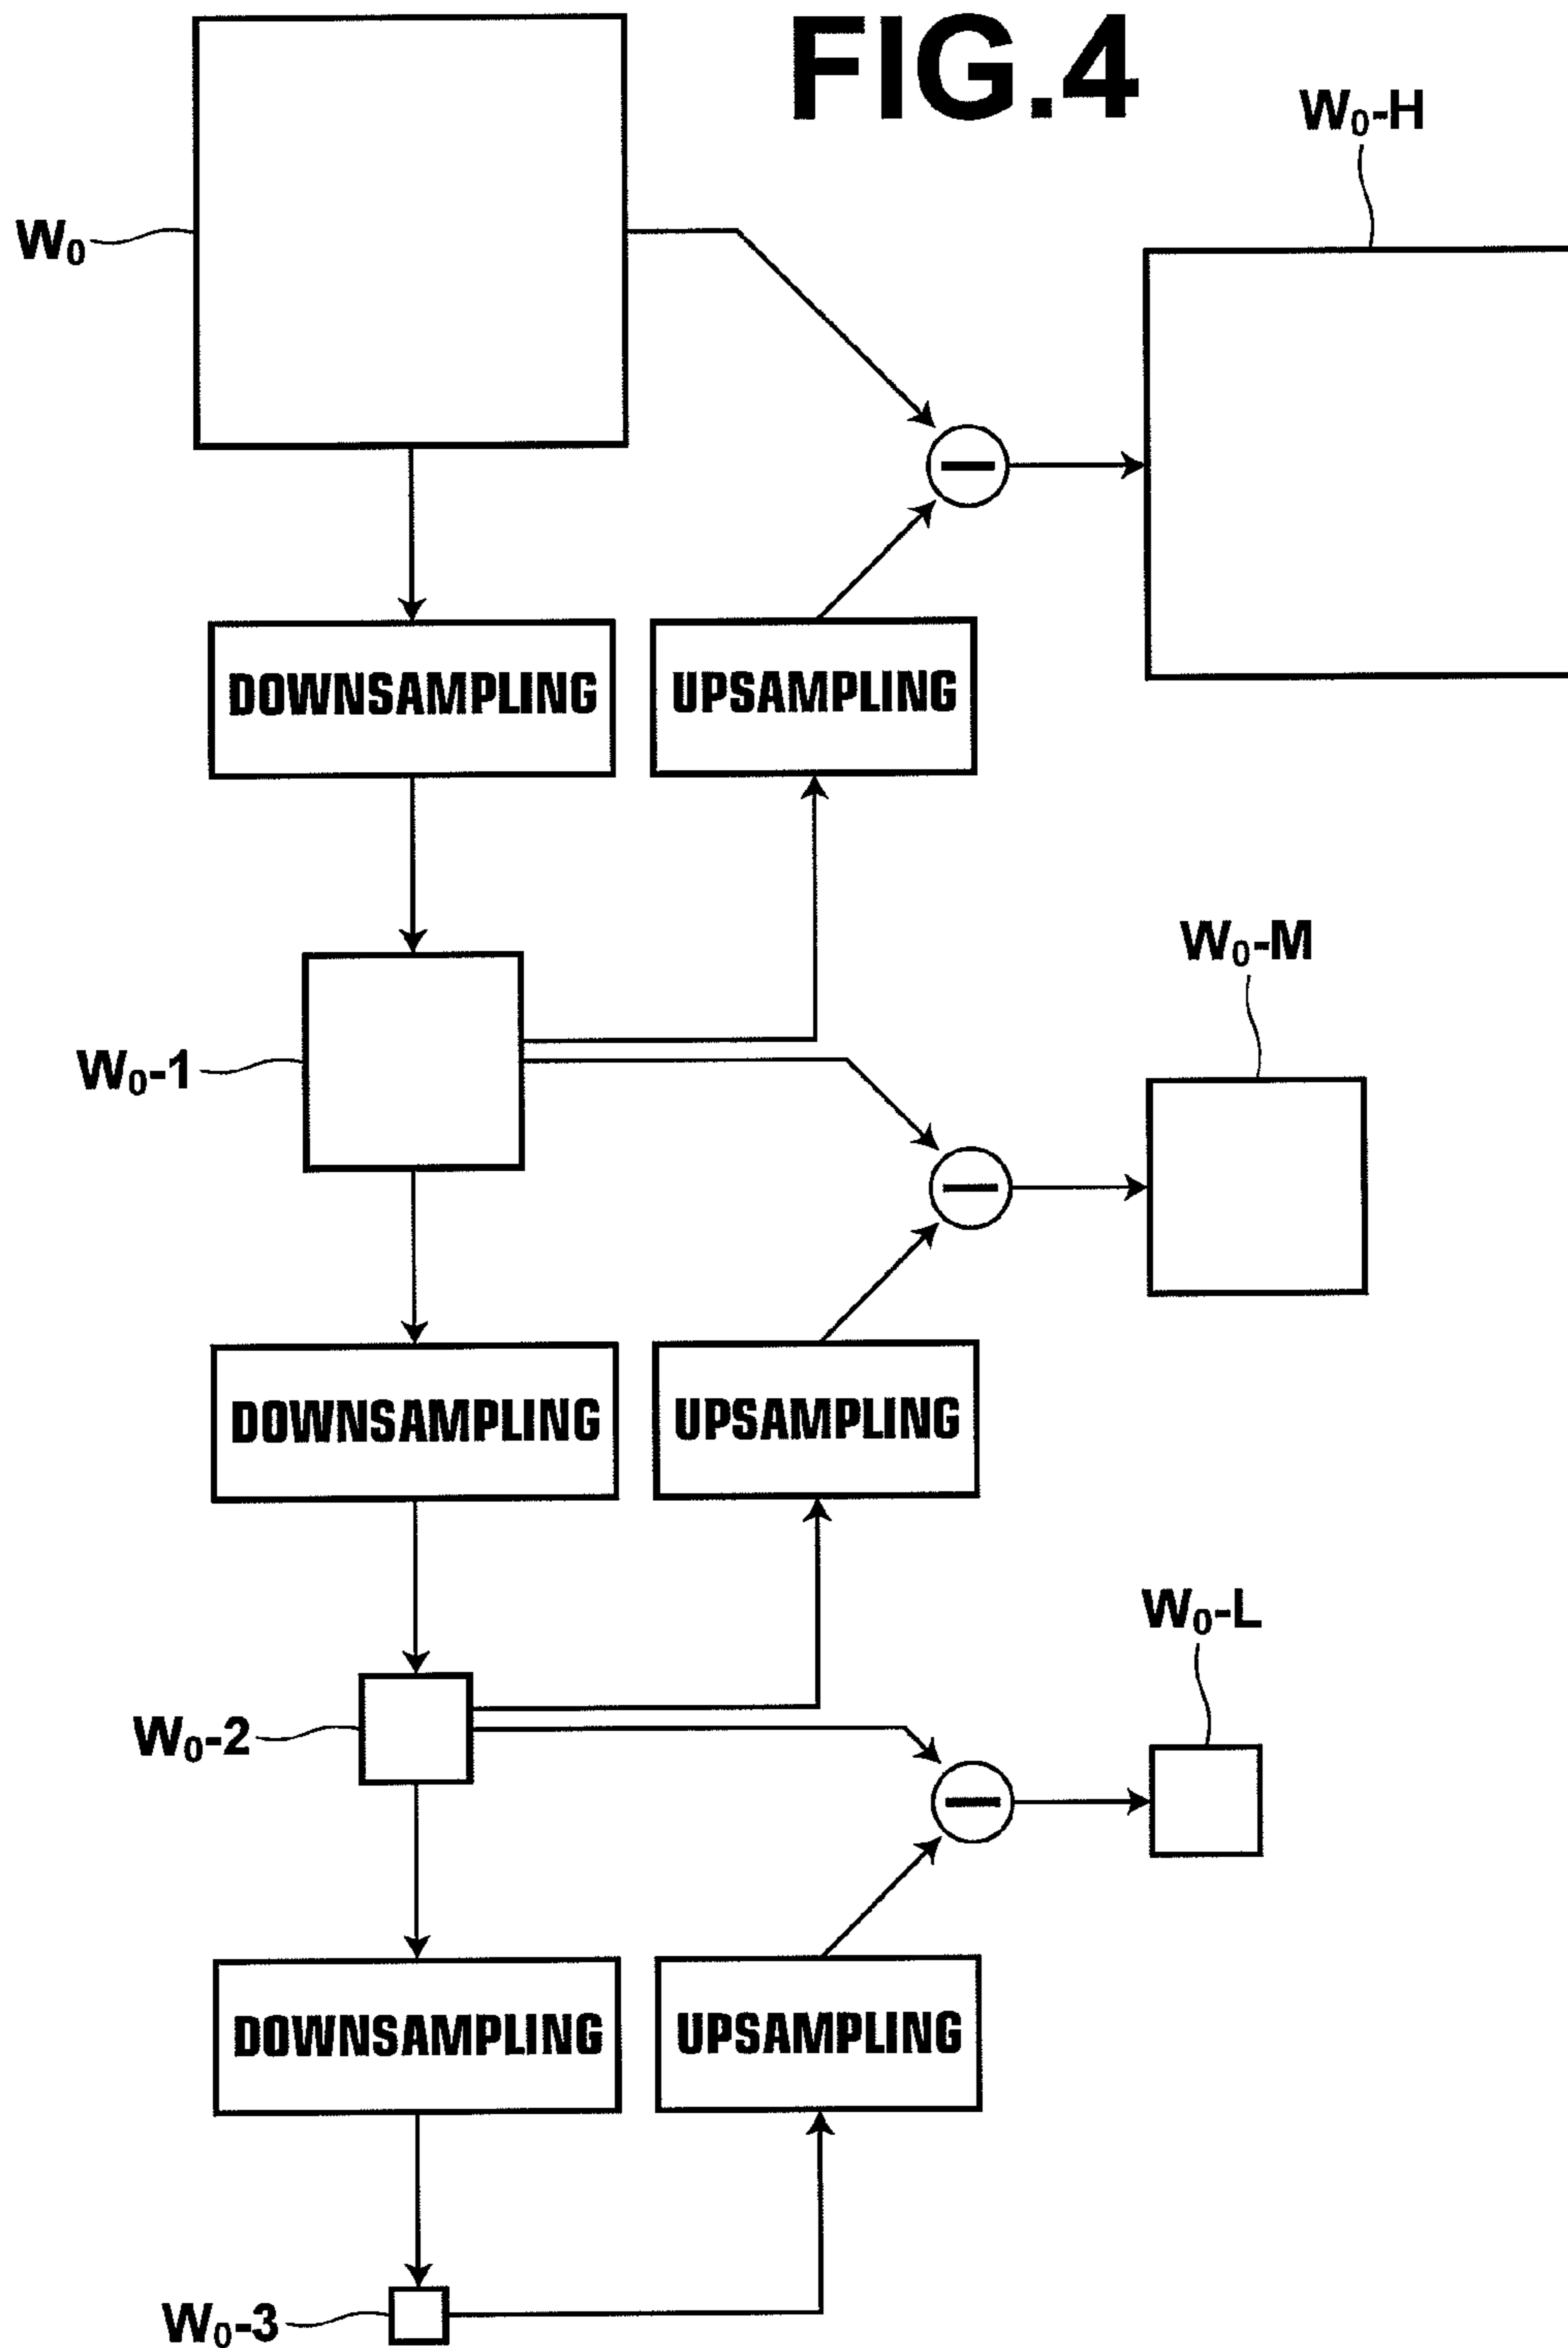 FIG.4
W₀-H
W₀
DOWNSAMPLING
UPSAMPLING
W₀-M
W₀-1
DOWNSAMPLING
UPSAMPLING
W₀-L
W₀-2
DOWNSAMPLING
UPSAMPLING
W₀-3